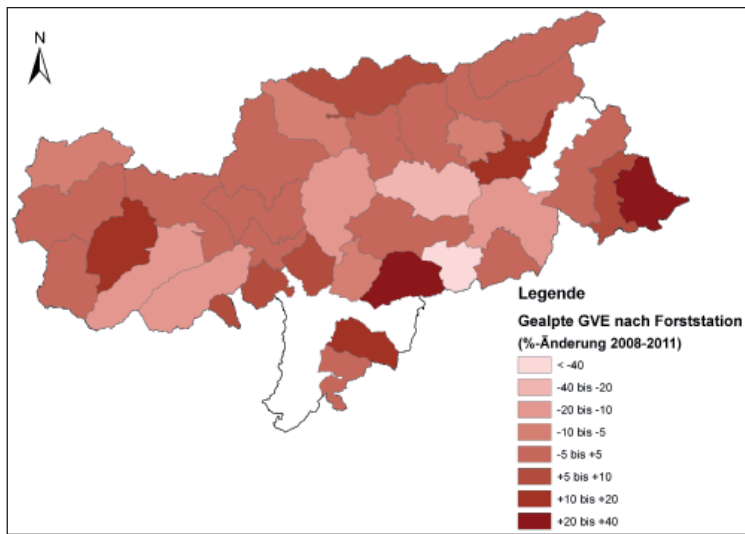 N
Legende
Gealpte GVE nach Forststation
(%-Änderung 2008-2011)
< -40
-40 bis -20
-20 bis -10
-10 bis -5
-5 bis +5
+5 bis +10
+10 bis +20
+20 bis +40